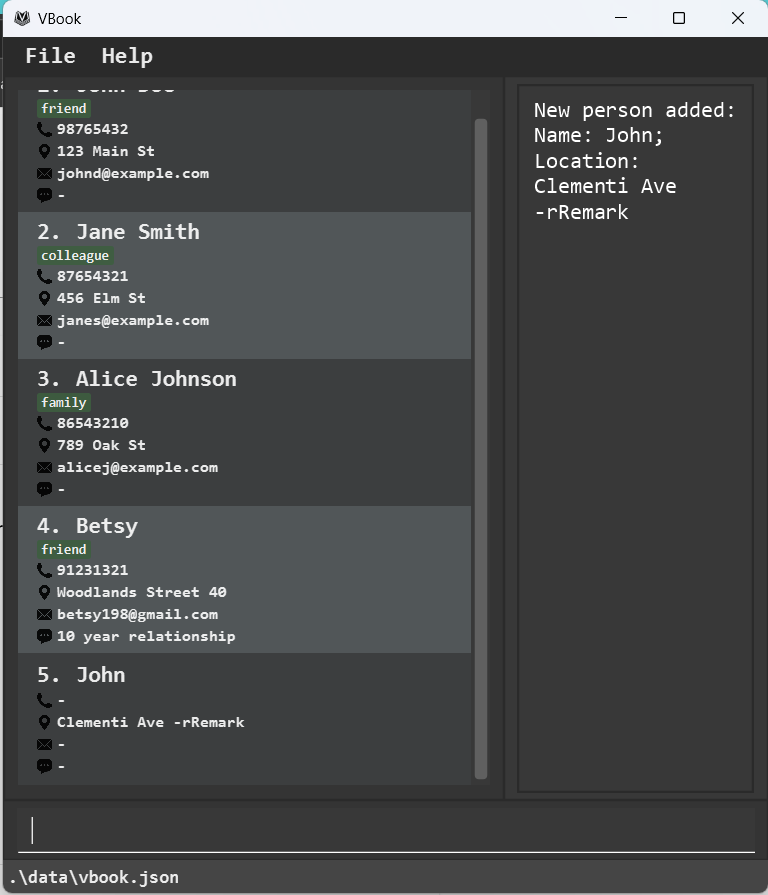 VBook
File Help
1. John Doe
friend
98765432
123 Main St
johnd@example.com
-
2. Jane Smith
colleague
87654321
456 Elm St
janes@example.com
-
3. Alice Johnson
family
86543210
789 Oak St
alicej@example.com
-
4. Betsy
friend
91231321
Woodlands Street 40
betsy198@gmail.com
10 year relationship
5. John
-
Clementi Ave -rRemark
-
-
New person added:
Name: John;
Location:
Clementi Ave
-rRemark
.\data\vbook.json